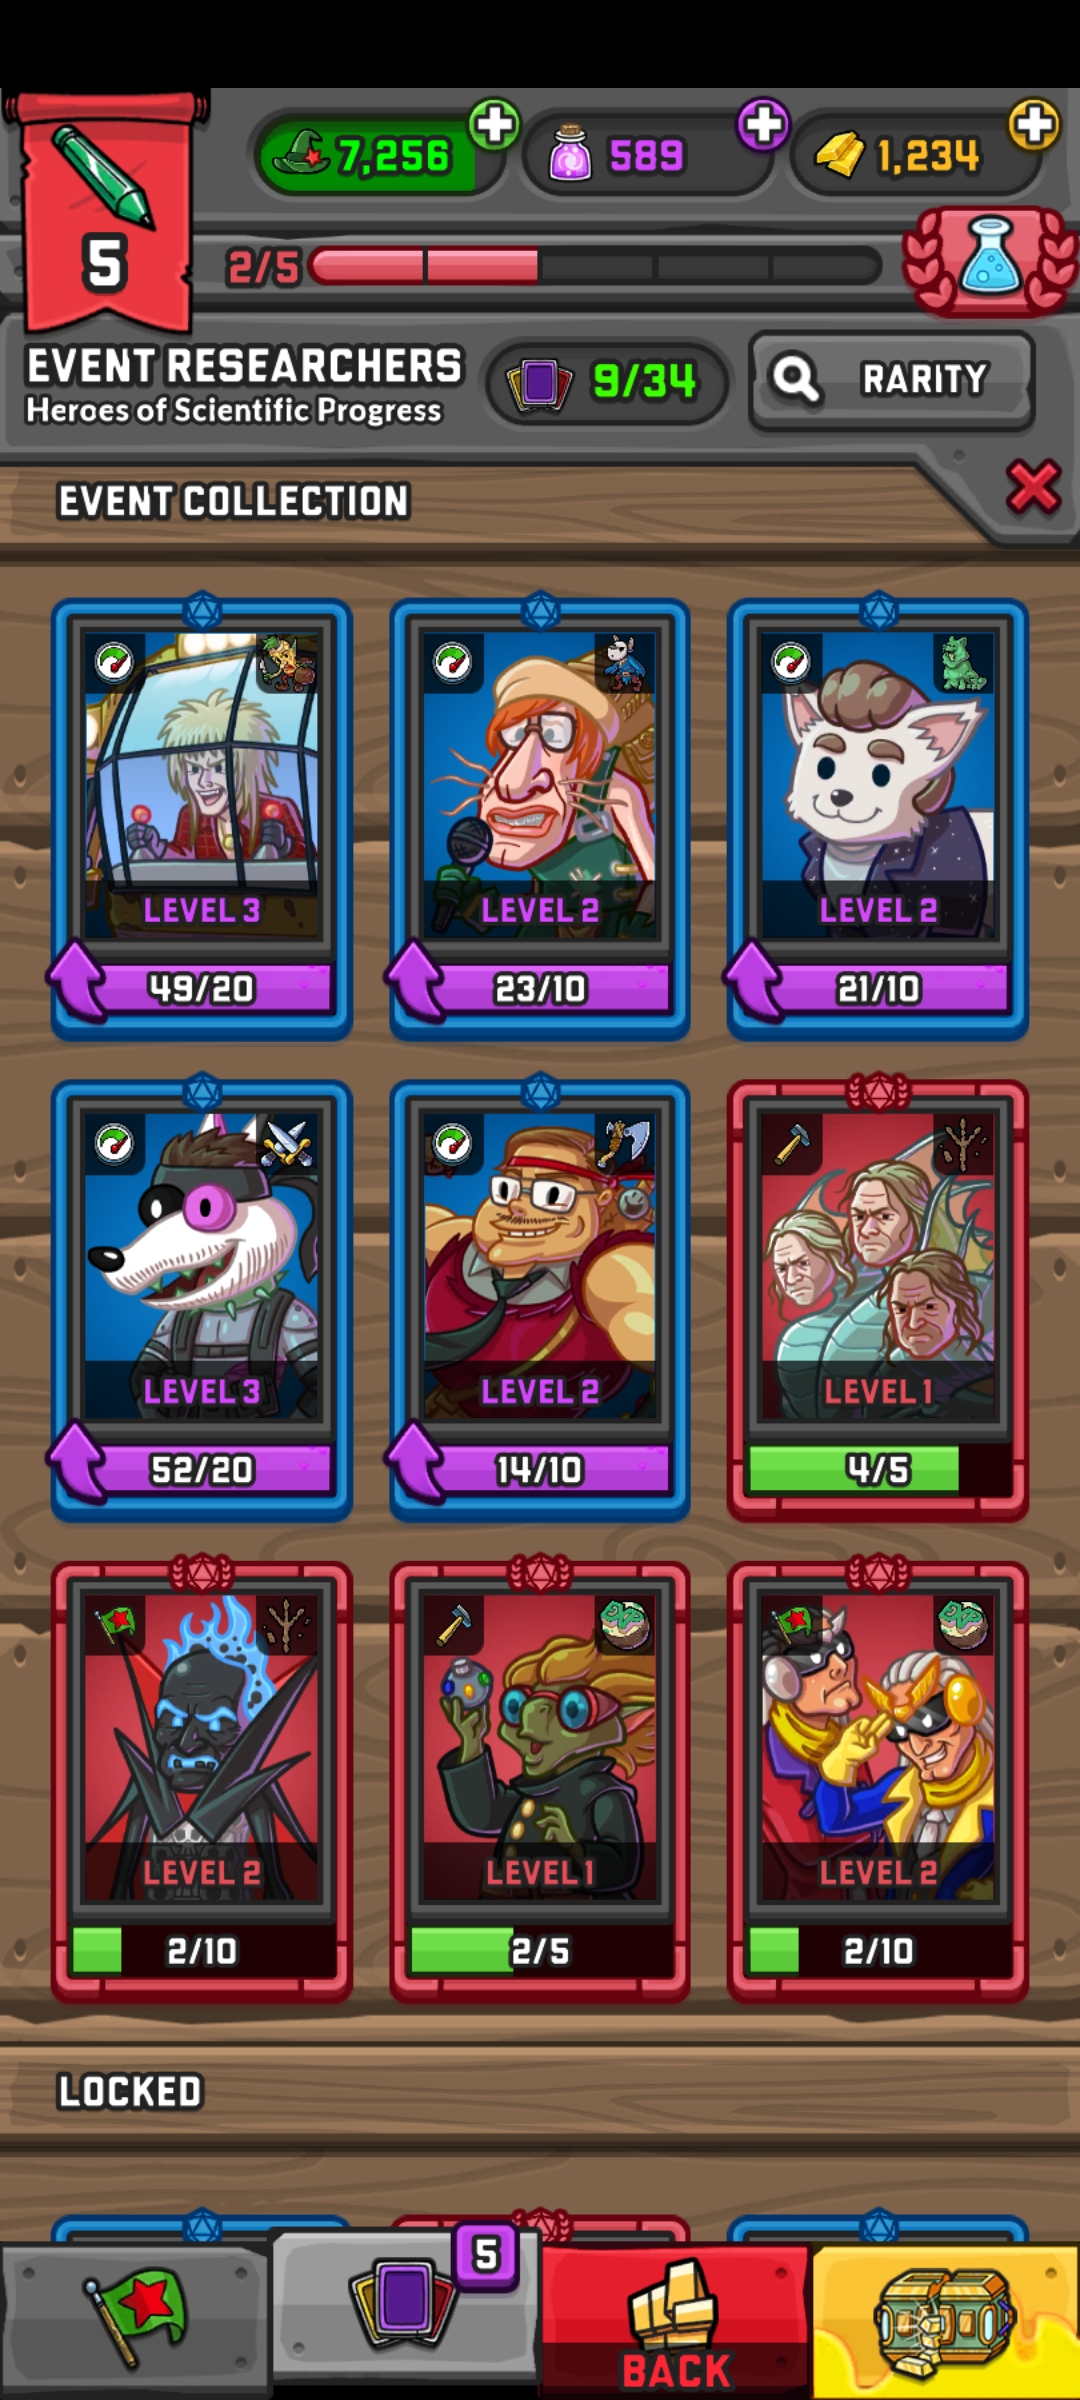 7,256
589
1,234
5
2/5
EVENT RESEARCHERS
Heroes of Scientific Progress
9/34
RARITY
EVENT COLLECTION
LEVEL 3
LEVEL 2
LEVEL 2
49/20
23/10
21/10
LEVEL 3
LEVEL 2
LEVEL 1
52/20
14/10
4/5
EXP
EXP
LEVEL 2
LEVEL 1
LEVEL 2
2/10
2/5
2/10
LOCKED
5
BACK